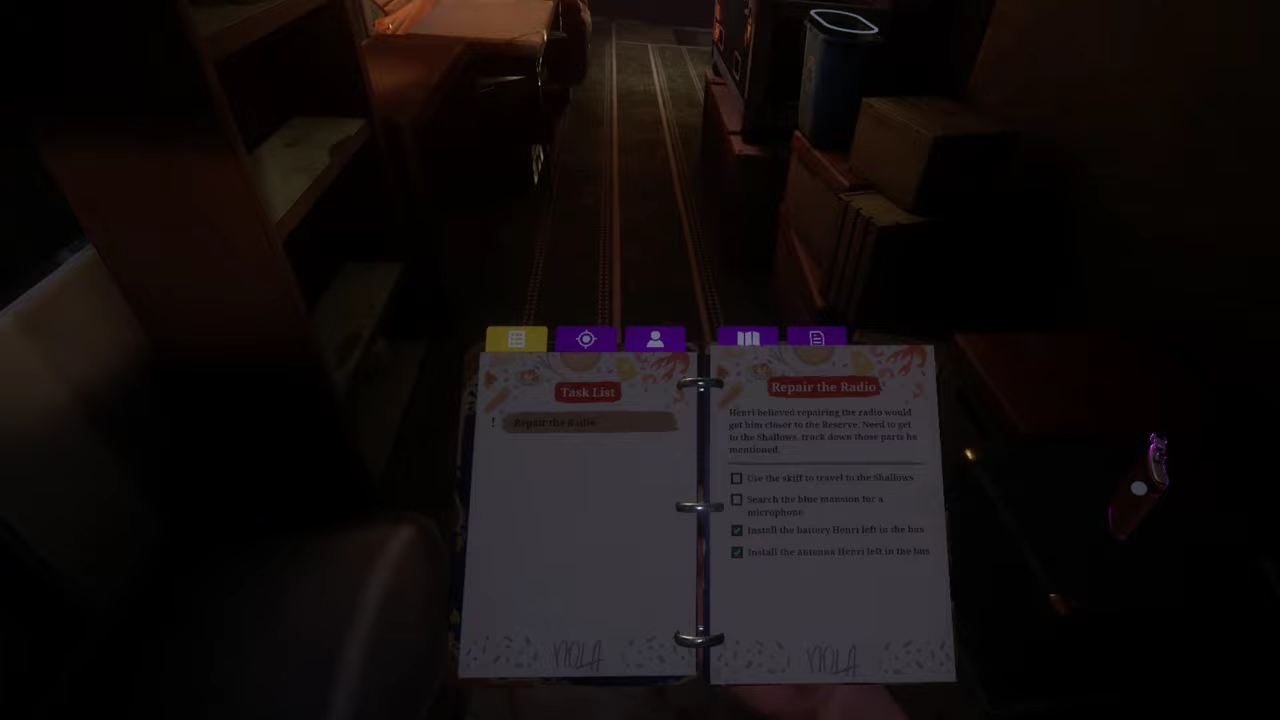 Task List
! Repair the Radio
NOLA
Repair the Radio
Henri believed repairing the radio would
get him closer to the Reserve. Need to get
to the Shallows, track down those parts he
mentioned.
Use the skiff to travel to the Shallows
Search the blue mansion for a
microphone
Install the battery Henri left in the bus
Install the antenna Henri left in the bus
NOLA